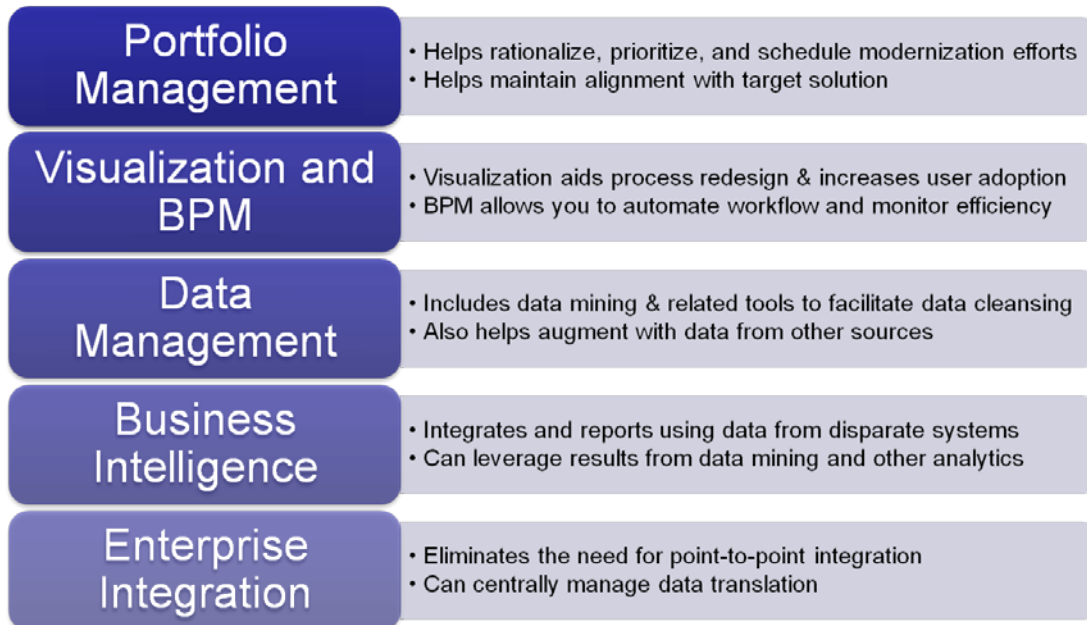 Portfolio
Management
• Helps rationalize, prioritize, and schedule modernization efforts
• Helps maintain alignment with target solution
Visualization and
BPM
• Visualization aids process redesign & increases user adoption
• BPM allows you to automate workflow and monitor efficiency
Data
Management
• Includes data mining & related tools to facilitate data cleansing
• Also helps augment with data from other sources
Business
Intelligence
• Integrates and reports using data from disparate systems
• Can leverage results from data mining and other analytics
Enterprise
Integration
• Eliminates the need for point-to-point integration
• Can centrally manage data translation